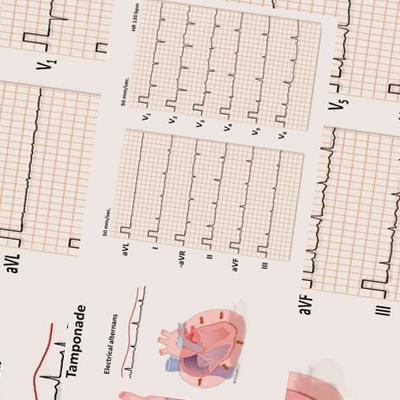 HR 120 bpm
50 mm/sec.
V1
V2
V3
V4
V5
V6
V1
V5
50 mm/sec.
aVL
I
-aVR
II
aVF
III
aVL
aVF
III
Electrical alternans
Tamponade